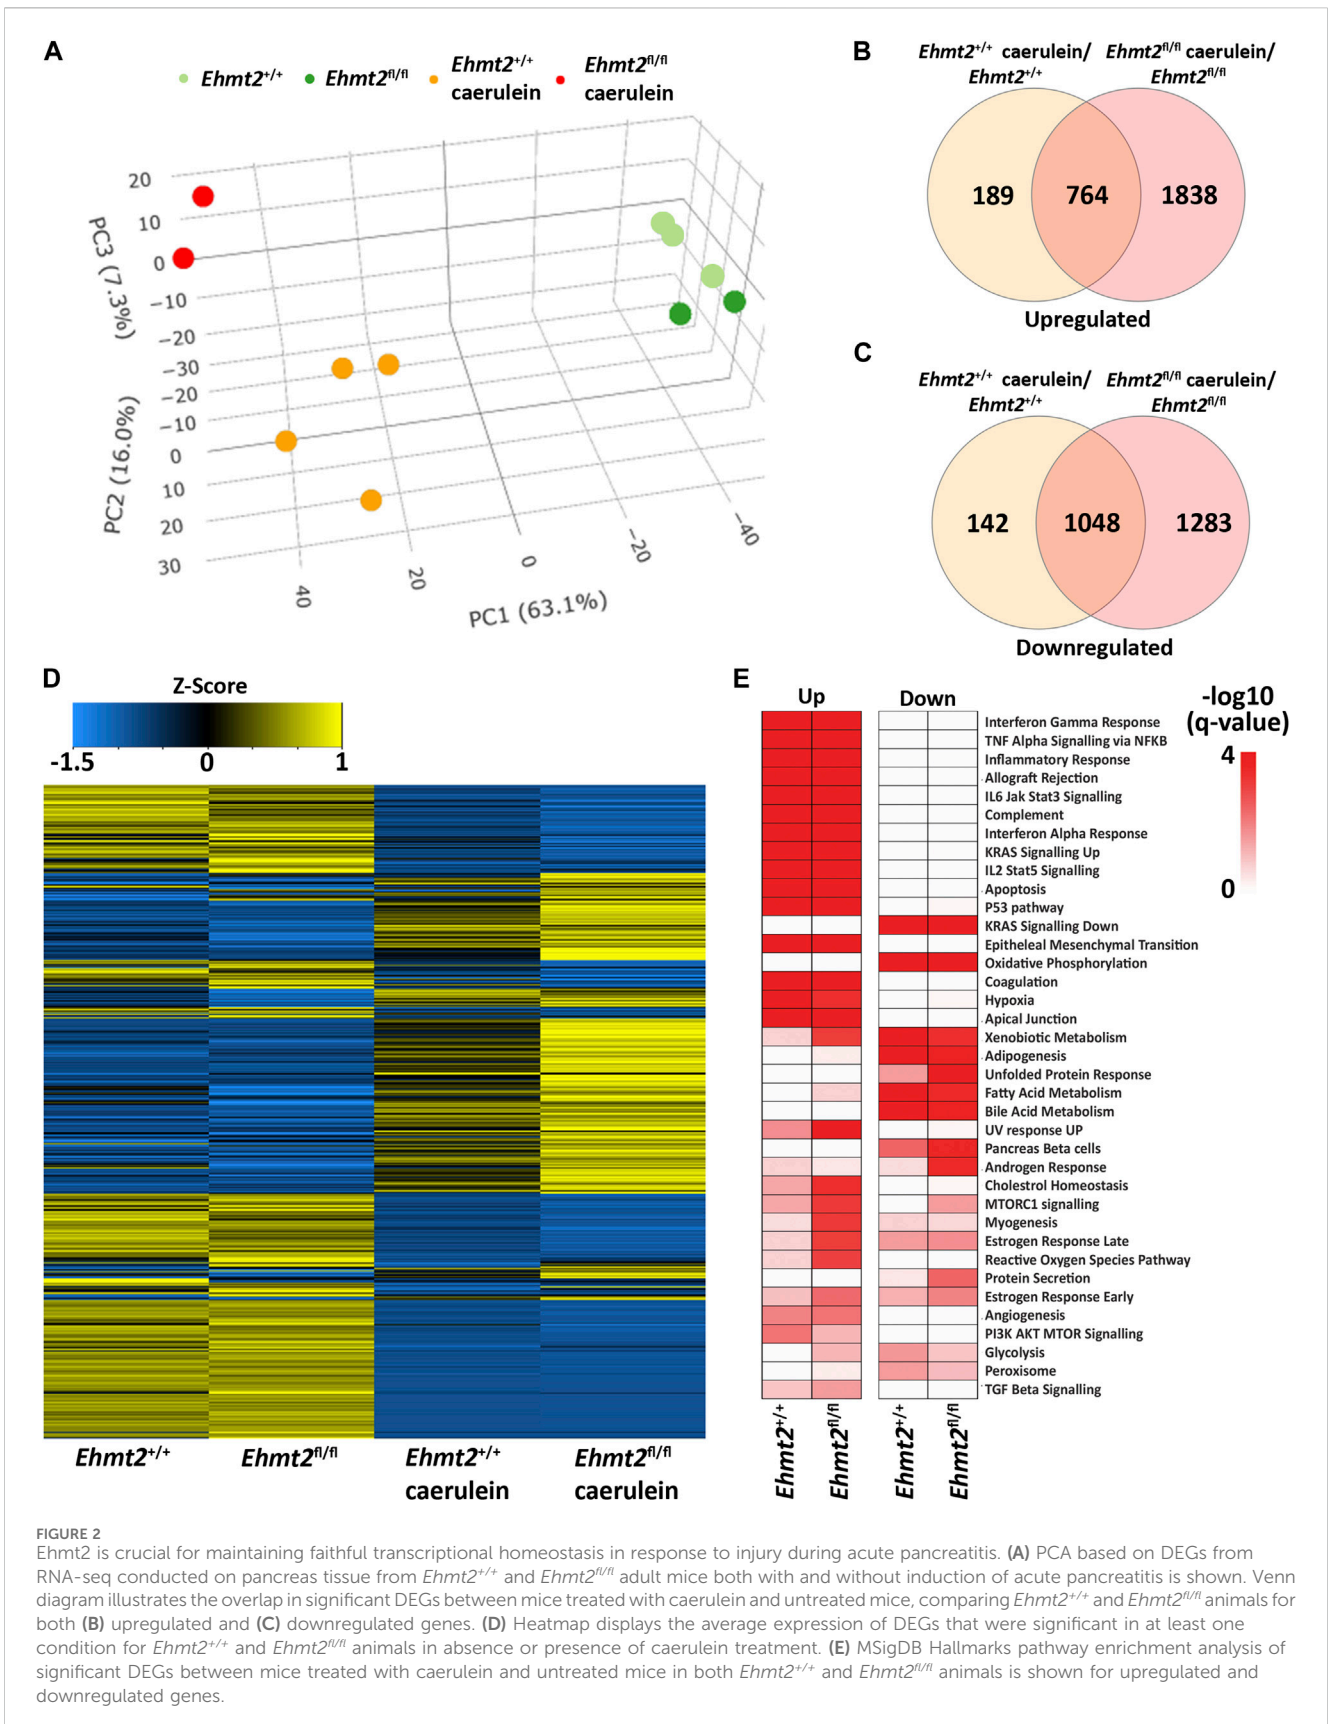 A
Ehmt2+/+ Ehmt2fl/fl Ehmt2+/+ caerulein Ehmt2fl/fl caerulein
PC3 (7.3%)
20
10
0
−10
−20
−30
PC2 (16.0%)
−20
−10
0
10
20
30
40
20
0
−20
−40
PC1 (63.1%)
B
Ehmt2+/+ caerulein/ Ehmt2fl/fl caerulein/
Ehmt2+/+ Ehmt2fl/fl
189 764 1838
Upregulated
C
Ehmt2+/+ caerulein/ Ehmt2fl/fl caerulein/
Ehmt2+/+ Ehmt2fl/fl
142 1048 1283
Downregulated
D
Z-Score
-1.5 0 1
Ehmt2+/+ Ehmt2fl/fl Ehmt2+/+ Ehmt2fl/fl
caerulein caerulein
E
Up Down
-log10
(q-value)
4
0
Interferon Gamma Response
TNF Alpha Signalling via NFKB
Inflammatory Response
Allograft Rejection
IL6 Jak Stat3 Signalling
Complement
Interferon Alpha Response
KRAS Signalling Up
IL2 Stat5 Signalling
Apoptosis
P53 pathway
KRAS Signalling Down
Epitheleal Mesenchymal Transition
Oxidative Phosphorylation
Coagulation
Hypoxia
Apical Junction
Xenobiotic Metabolism
Adipogenesis
Unfolded Protein Response
Fatty Acid Metabolism
Bile Acid Metabolism
UV response UP
Pancreas Beta cells
Androgen Response
Cholestrol Homeostasis
MTORC1 signalling
Myogenesis
Estrogen Response Late
Reactive Oxygen Species Pathway
Protein Secretion
Estrogen Response Early
Angiogenesis
PI3K AKT MTOR Signalling
Glycolysis
Peroxisome
TGF Beta Signalling
Ehmt2+/+ Ehmt2fl/fl Ehmt2+/+ Ehmt2fl/fl
FIGURE 2
Ehmt2 is crucial for maintaining faithful transcriptional homeostasis in response to injury during acute pancreatitis. (A) PCA based on DEGs from
RNA-seq conducted on pancreas tissue from Ehmt2+/+ and Ehmt2fl/fl adult mice both with and without induction of acute pancreatitis is shown. Venn
diagram illustrates the overlap in significant DEGs between mice treated with caerulein and untreated mice, comparing Ehmt2+/+ and Ehmt2fl/fl animals for
both (B) upregulated and (C) downregulated genes. (D) Heatmap displays the average expression of DEGs that were significant in at least one
condition for Ehmt2+/+ and Ehmt2fl/fl animals in absence or presence of caerulein treatment. (E) MSigDB Hallmarks pathway enrichment analysis of
significant DEGs between mice treated with caerulein and untreated mice in both Ehmt2+/+ and Ehmt2fl/fl animals is shown for upregulated and
downregulated genes.